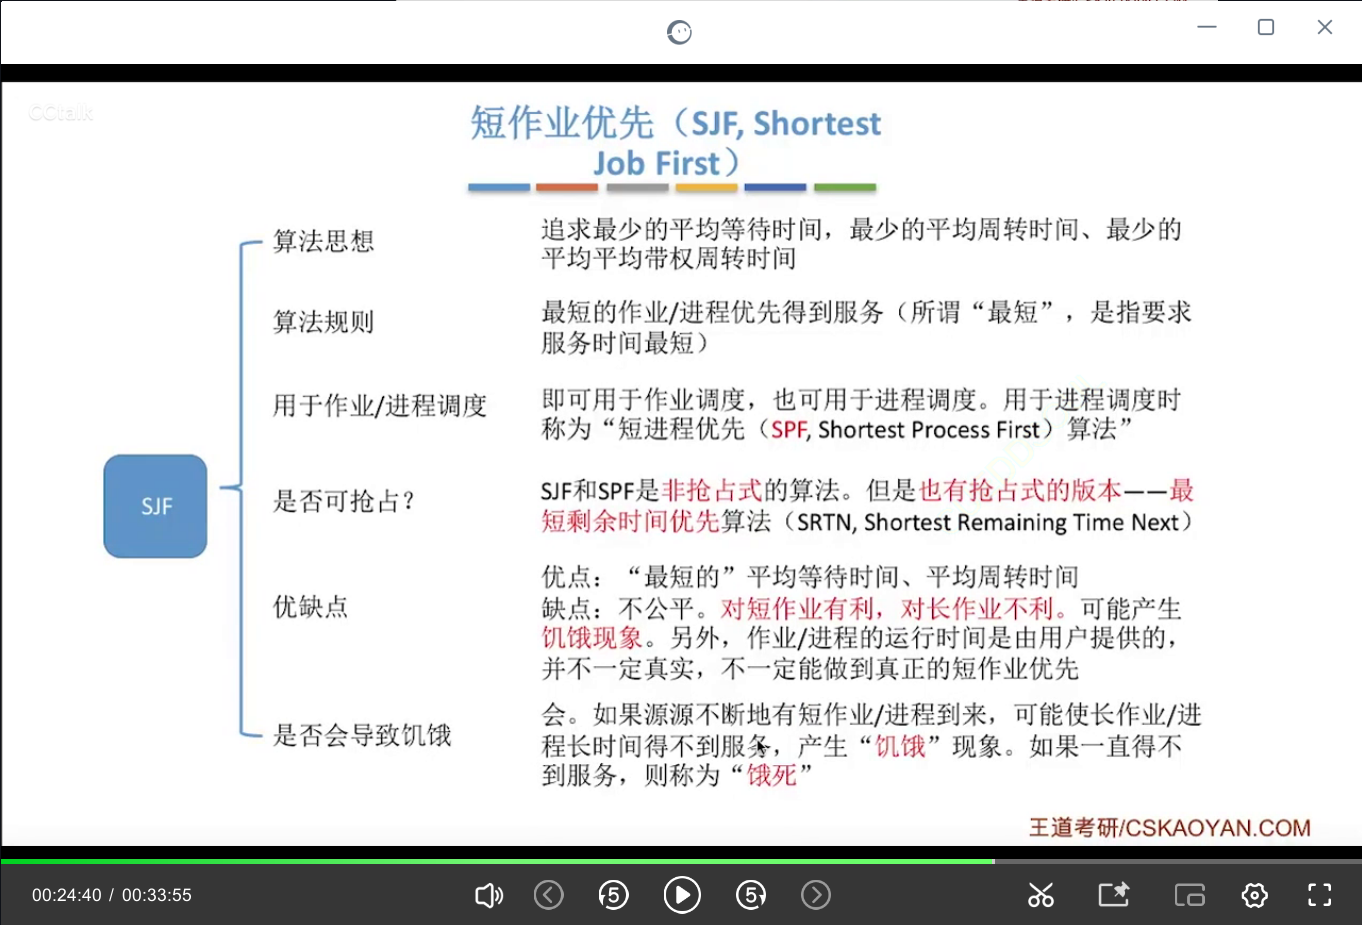 CCtalk
短作业优先（SJF, Shortest
Job First）
算法思想
追求最少的平均等待时间，最少的平均周转时间、最少的
平均平均带权周转时间
算法规则
最短的作业/进程优先得到服务（所谓“最短”，是指要求
服务时间最短）
用于作业/进程调度
即可用于作业调度，也可用于进程调度。用于进程调度时
称为“短进程优先（SPF, Shortest Process First）算法”
SJF
是否可抢占？
SJF和SPF是非抢占式的算法。但是也有抢占式的版本——最
短剩余时间优先算法（SRTN, Shortest Remaining Time Next）
优缺点
优点：“最短的”平均等待时间、平均周转时间
缺点：不公平。对短作业有利，对长作业不利。可能产生
饥饿现象。另外，作业/进程的运行时间是由用户提供的，
并不一定真实，不一定能做到真正的短作业优先
是否会导致饥饿
会。如果源源不断地有短作业/进程到来，可能使长作业/进
程长时间得不到服务，产生“饥饿”现象。如果一直得不
到服务，则称为“饿死”
王道考研/CSKAOYAN.COM
00:24:40 / 00:33:55
5
5